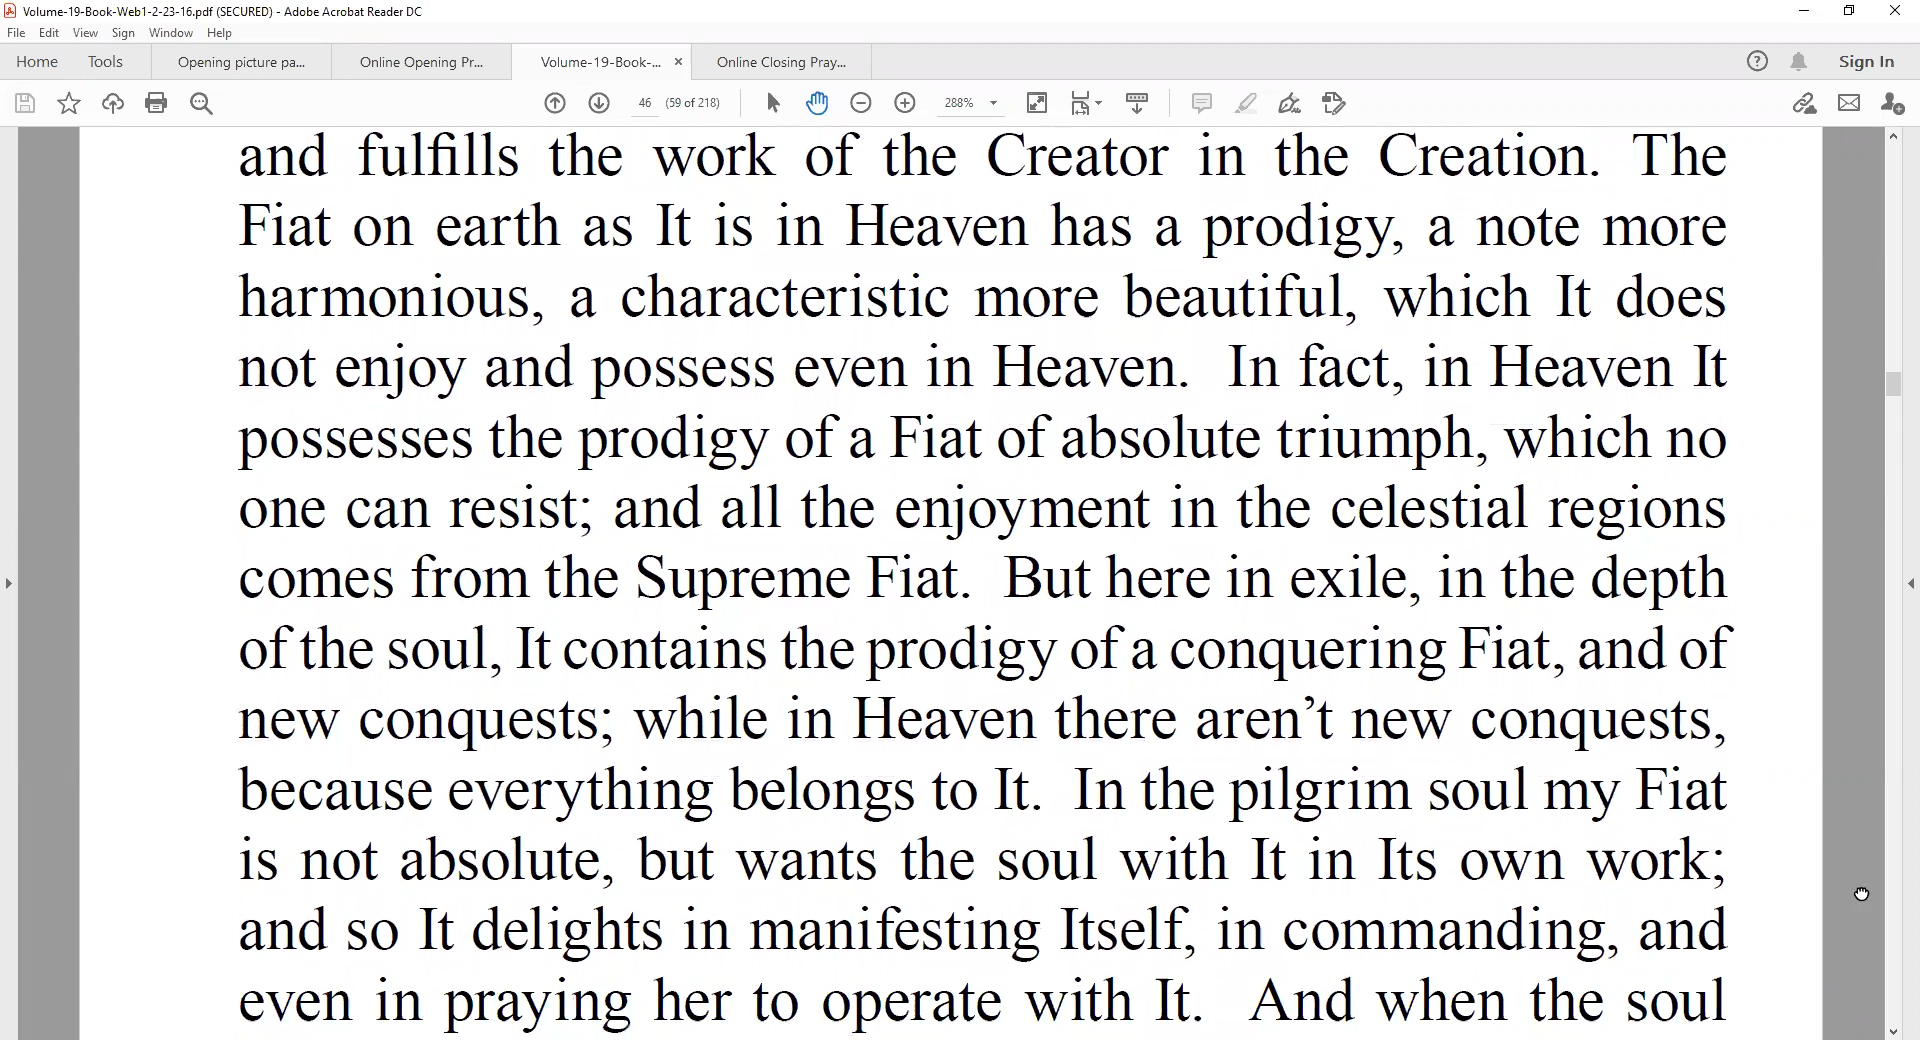 Volume-19-Book-Web1-2-23-16.pdf (SECURED) - Adobe Acrobat Reader DC
File Edit View Sign Window Help
Home Tools Opening picture pa... Online Opening Pr... Volume-19-Book-... Online Closing Pray... Sign In
46 (59 of 218) 288%
and fulfills the work of the Creator in the Creation. The
Fiat on earth as It is in Heaven has a prodigy, a note more
harmonious, a characteristic more beautiful, which It does
not enjoy and possess even in Heaven. In fact, in Heaven It
possesses the prodigy of a Fiat of absolute triumph, which no
one can resist; and all the enjoyment in the celestial regions
comes from the Supreme Fiat. But here in exile, in the depth
of the soul, It contains the prodigy of a conquering Fiat, and of
new conquests; while in Heaven there aren’t new conquests,
because everything belongs to It. In the pilgrim soul my Fiat
is not absolute, but wants the soul with It in Its own work;
and so It delights in manifesting Itself, in commanding, and
even in praying her to operate with It. And when the soul